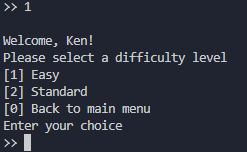 >> 1
Welcome, Ken!
Please select a difficulty level
[1] Easy
[2] Standard
[0] Back to main menu
Enter your choice
>>